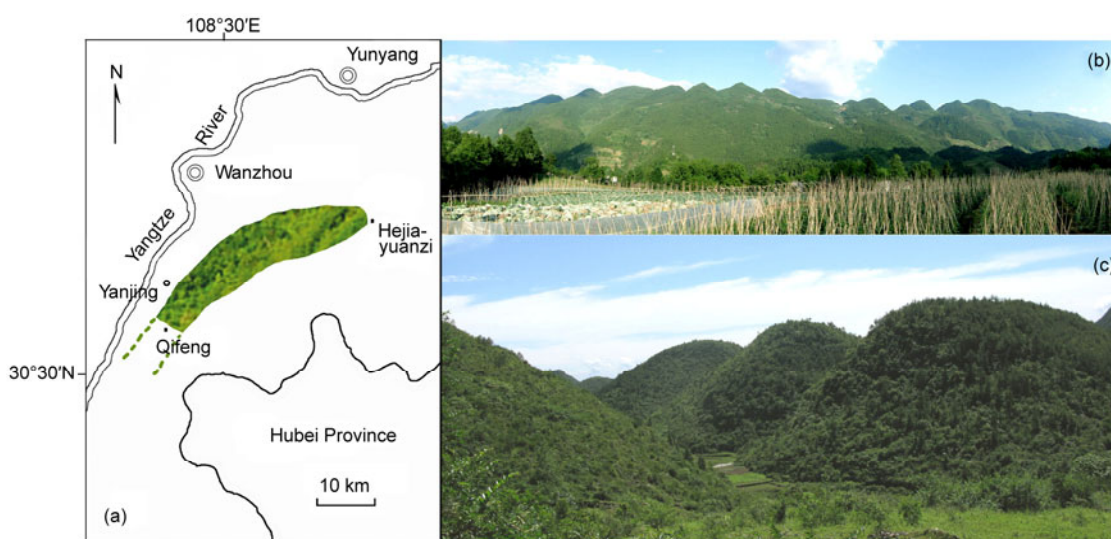 108°30′E
Yunyang
N
River
Wanzhou
Yangtze
Hejia-
yuanzi
Yanjing
Qifeng
30°30′N
Hubei Province
10 km
(a)
(b)
(c)